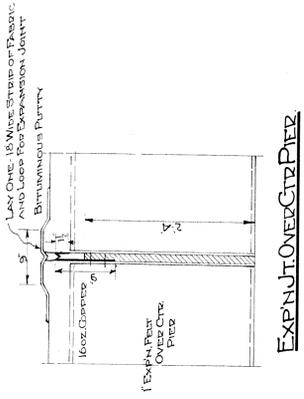 LAY ONE-18 WIDE STRIP OF FABRIC
AND LOOP FOR EXPANSION JOINT
BITUMINOUS PUTTY
9"
1½"
2'-4"
9"
16OZ. COPPER
1" EXP'N. FELT
OVER CTR.
PIER
EXP'N JT. OVER CTR PIER